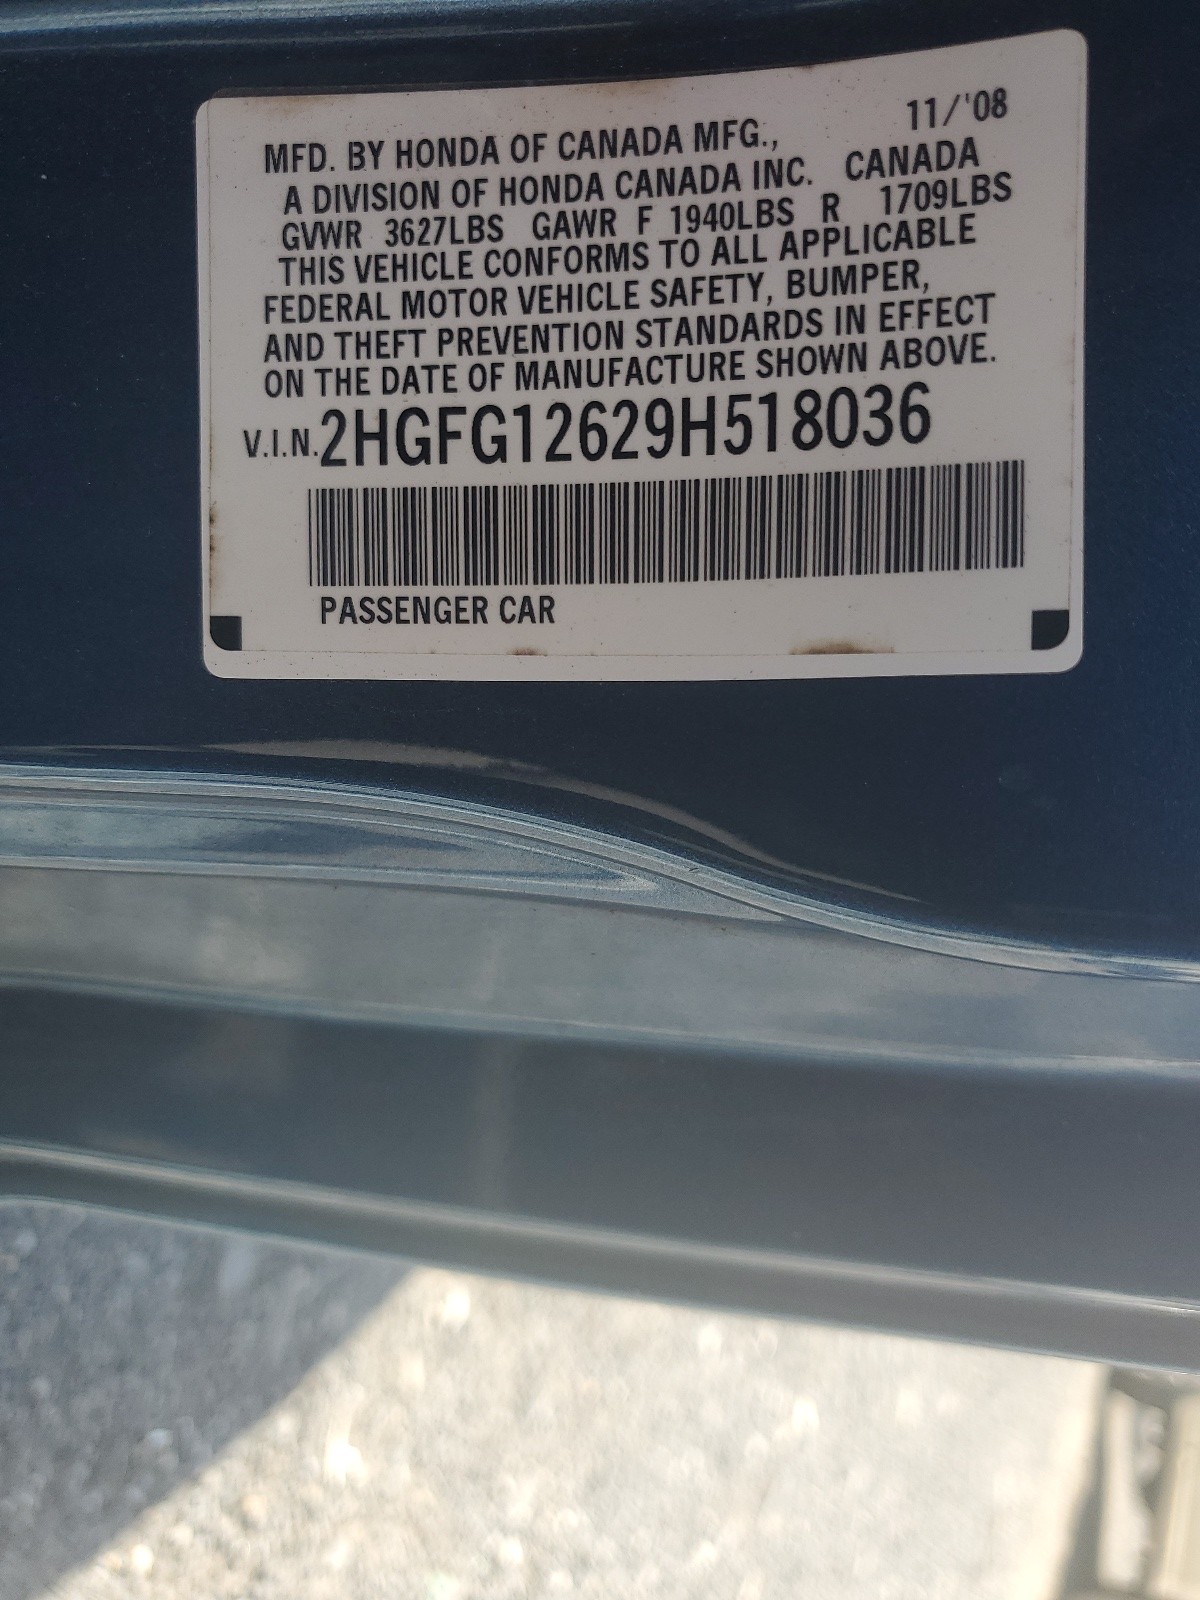 11/'08
MFD. BY HONDA OF CANADA MFG.,
A DIVISION OF HONDA CANADA INC. CANADA
GVWR 3627LBS GAWR F 1940LBS R 1709LBS
THIS VEHICLE CONFORMS TO ALL APPLICABLE
FEDERAL MOTOR VEHICLE SAFETY, BUMPER,
AND THEFT PREVENTION STANDARDS IN EFFECT
ON THE DATE OF MANUFACTURE SHOWN ABOVE.
V.I.N. 2HGFG12629H518036
PASSENGER CAR